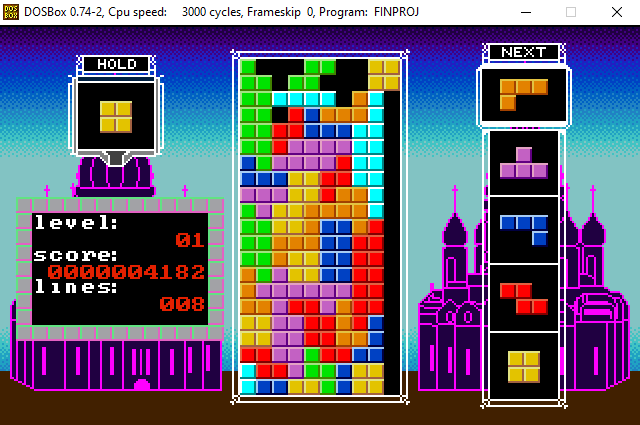 DOSBox 0.74-2, Cpu speed:    3000 cycles, Frameskip  0, Program:  FINPROJ
HOLD
NEXT
level:
01
score:
0000004182
lines:
008